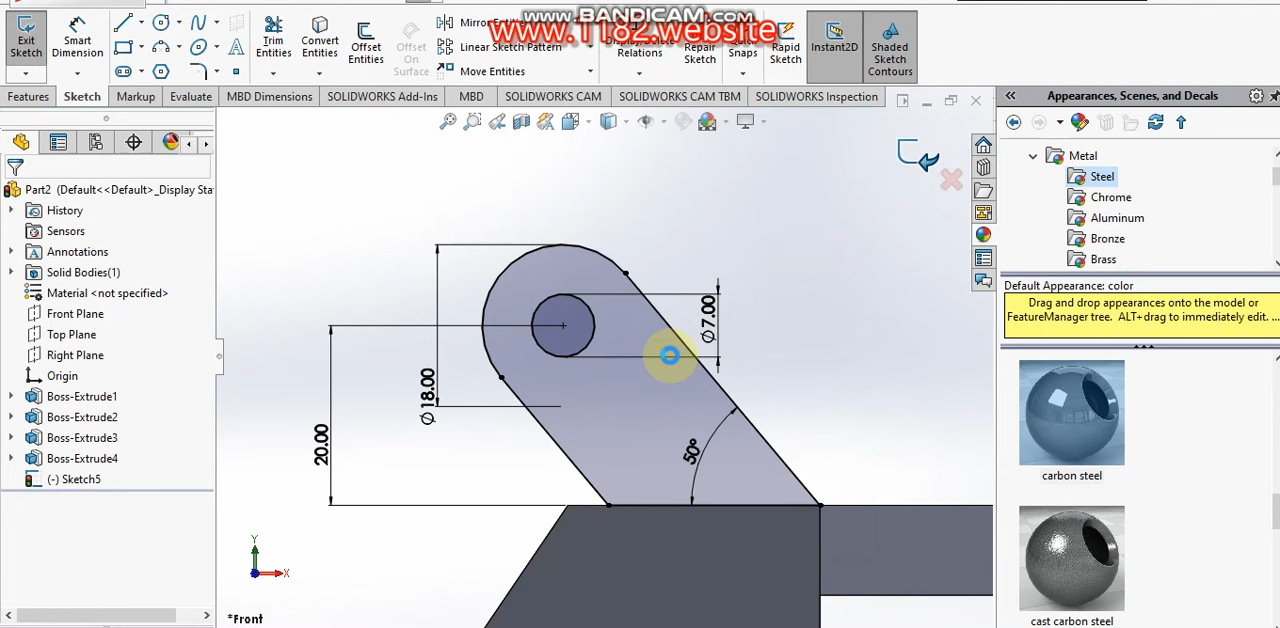 www.BANDICAM.com
www.1182.website
Exit Sketch
Smart Dimension
Trim Entities
Convert Entities
Offset Entities
Offset On Surface
Mirror Entities
Linear Sketch Pattern
Move Entities
Display/Delete Relations
Repair Sketch
Quick Snaps
Rapid Sketch
Instant2D
Shaded Sketch Contours
Features
Sketch
Markup
Evaluate
MBD Dimensions
SOLIDWORKS Add-Ins
MBD
SOLIDWORKS CAM
SOLIDWORKS CAM TBM
SOLIDWORKS Inspection
Appearances, Scenes, and Decals
Part2 (Default<<Default>_Display Sta
History
Sensors
Annotations
Solid Bodies(1)
Material <not specified>
Front Plane
Top Plane
Right Plane
Origin
Boss-Extrude1
Boss-Extrude2
Boss-Extrude3
Boss-Extrude4
(-) Sketch5
20.00
∅18.00
∅7.00
50°
Y
X
*Front
Metal
Steel
Chrome
Aluminum
Bronze
Brass
Default Appearance: color
Drag and drop appearances onto the model or
FeatureManager tree. ALT+drag to immediately edit. ...
carbon steel
cast carbon steel